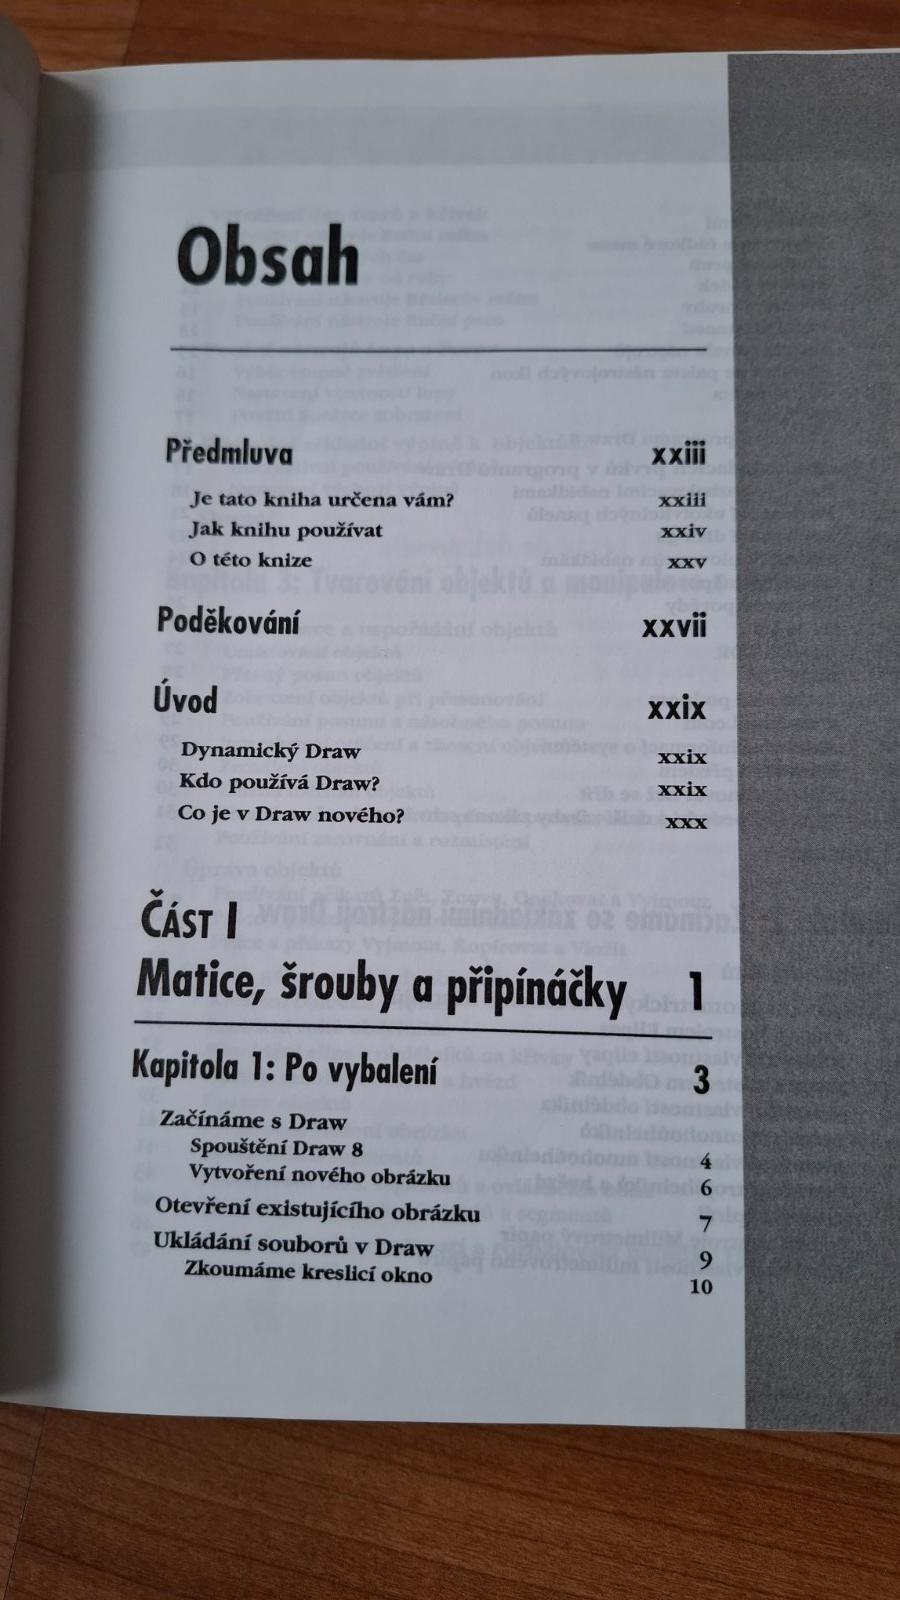 Obsah
Předmluva xxiii
Je tato kniha určena vám? xxiii
Jak knihu používat xxiv
O této knize xxv
Poděkování xxvii
Úvod xxix
Dynamický Draw xxix
Kdo používá Draw? xxix
Co je v Draw nového? xxx
ČÁST I
Matice, šrouby a připínáčky 1
Kapitola 1: Po vybalení 3
Začínáme s Draw
Spouštění Draw 8 4
Vytvoření nového obrázku 6
Otevření existujícího obrázku 7
Ukládání souborů v Draw 9
Zkoumáme kreslicí okno 10